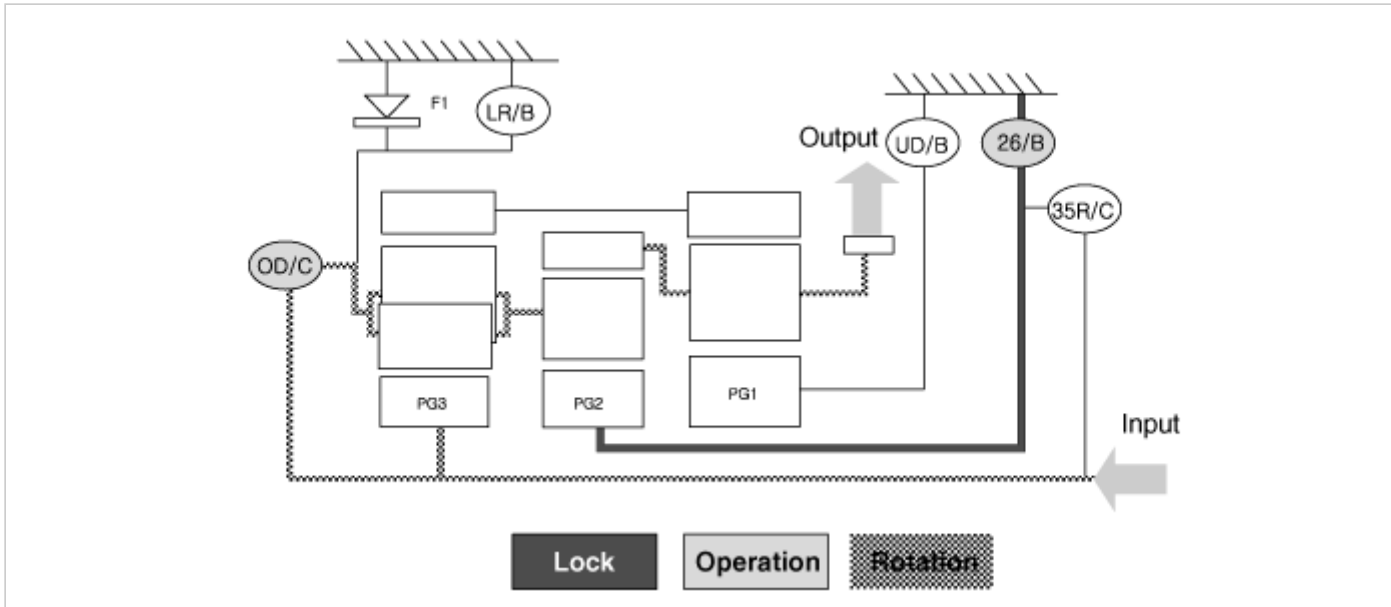 F1
LR/B
Output
UD/B
26/B
35R/C
OD/C
PG3
PG2
PG1
Input
Lock
Operation
Rotation